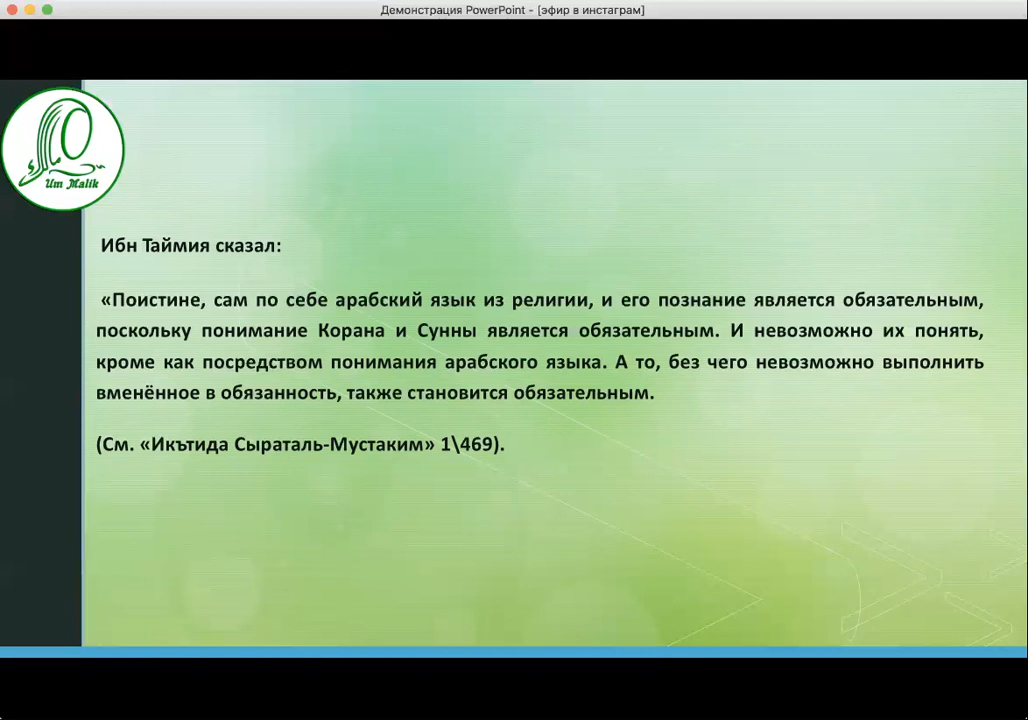 Демонстрация PowerPoint - [эфир в инстаграм]
Um Malik
Ибн Таймия сказал:
«Поистине, сам по себе арабский язык из религии, и его познание является обязательным,
поскольку понимание Корана и Сунны является обязательным. И невозможно их понять,
кроме как посредством понимания арабского языка. А то, без чего невозможно выполнить
вменённое в обязанность, также становится обязательным.
(См. «Икътида Сыраталь-Мустаким» 1\469).